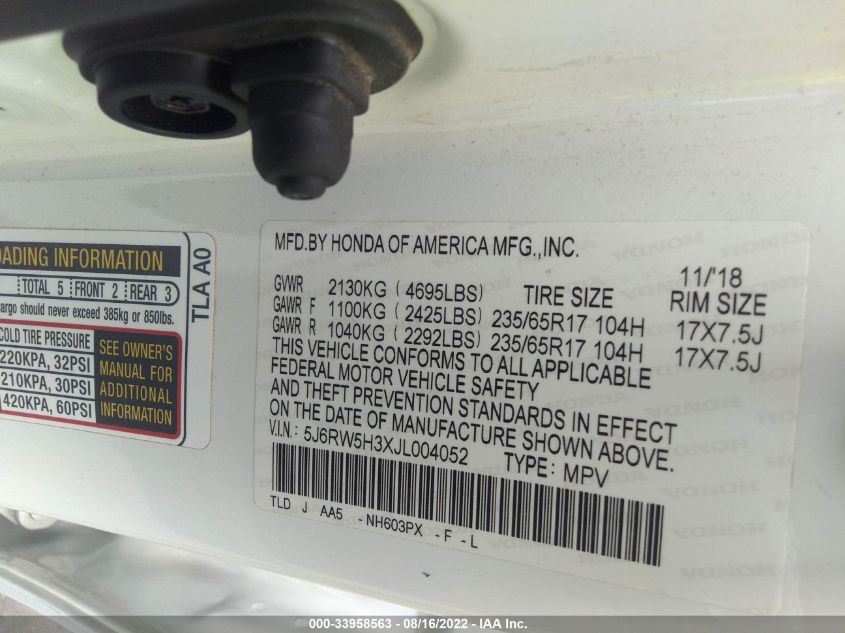 OADING INFORMATION
TOTAL 5 FRONT 2 REAR 3
argo should never exceed 385kg or 850lbs.
COLD TIRE PRESSURE
220KPA, 32PSI
210KPA, 30PSI
420KPA, 60PSI
SEE OWNER'S
MANUAL FOR
ADDITIONAL
INFORMATION
TLA A0
MFD.BY HONDA OF AMERICA MFG.,INC.
11/'18
GVWR 2130KG (4695LBS) TIRE SIZE RIM SIZE
GAWR F 1100KG (2425LBS) 235/65R17 104H 17X7.5J
GAWR R 1040KG (2292LBS) 235/65R17 104H 17X7.5J
THIS VEHICLE CONFORMS TO ALL APPLICABLE
FEDERAL MOTOR VEHICLE SAFETY
AND THEFT PREVENTION STANDARDS IN EFFECT
ON THE DATE OF MANUFACTURE SHOWN ABOVE.
V.I.N.: 5J6RW5H3XJL004052 TYPE: MPV
TLD J AA5 -NH603PX -F -L
000-33958563 - 08/16/2022 - IAA Inc.